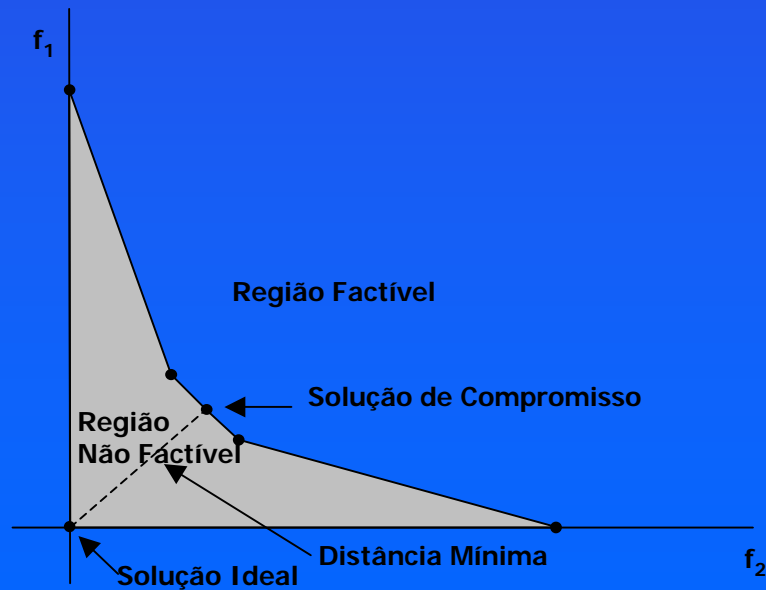 f1
Região Factível
Solução de Compromisso
Região
Não Factível
Distância Mínima
f2
Solução Ideal